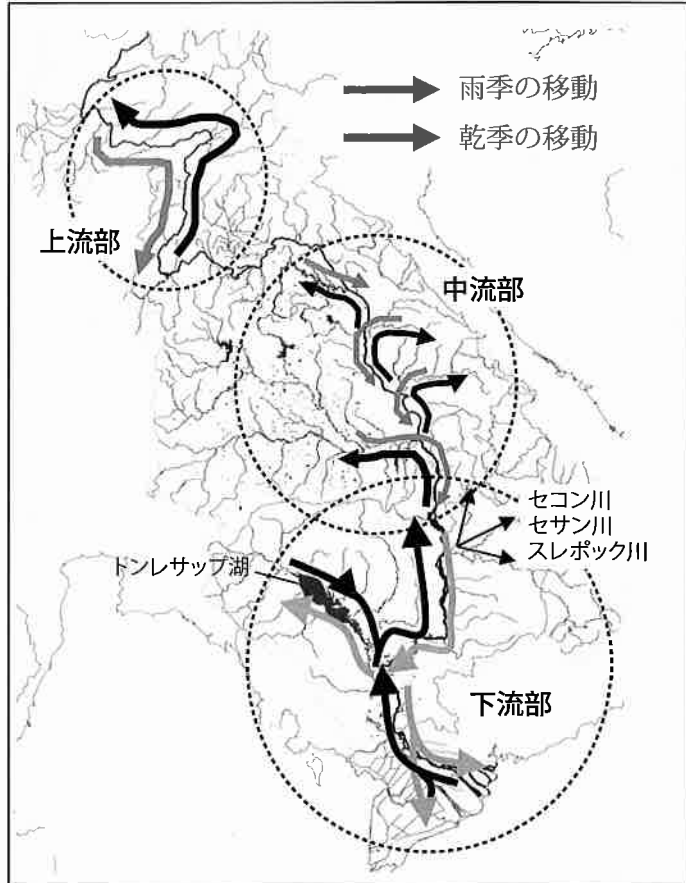 雨季の移動
乾季の移動
上流部
中流部
セコン川
セサン川
スレポック川
トンレサップ湖
下流部